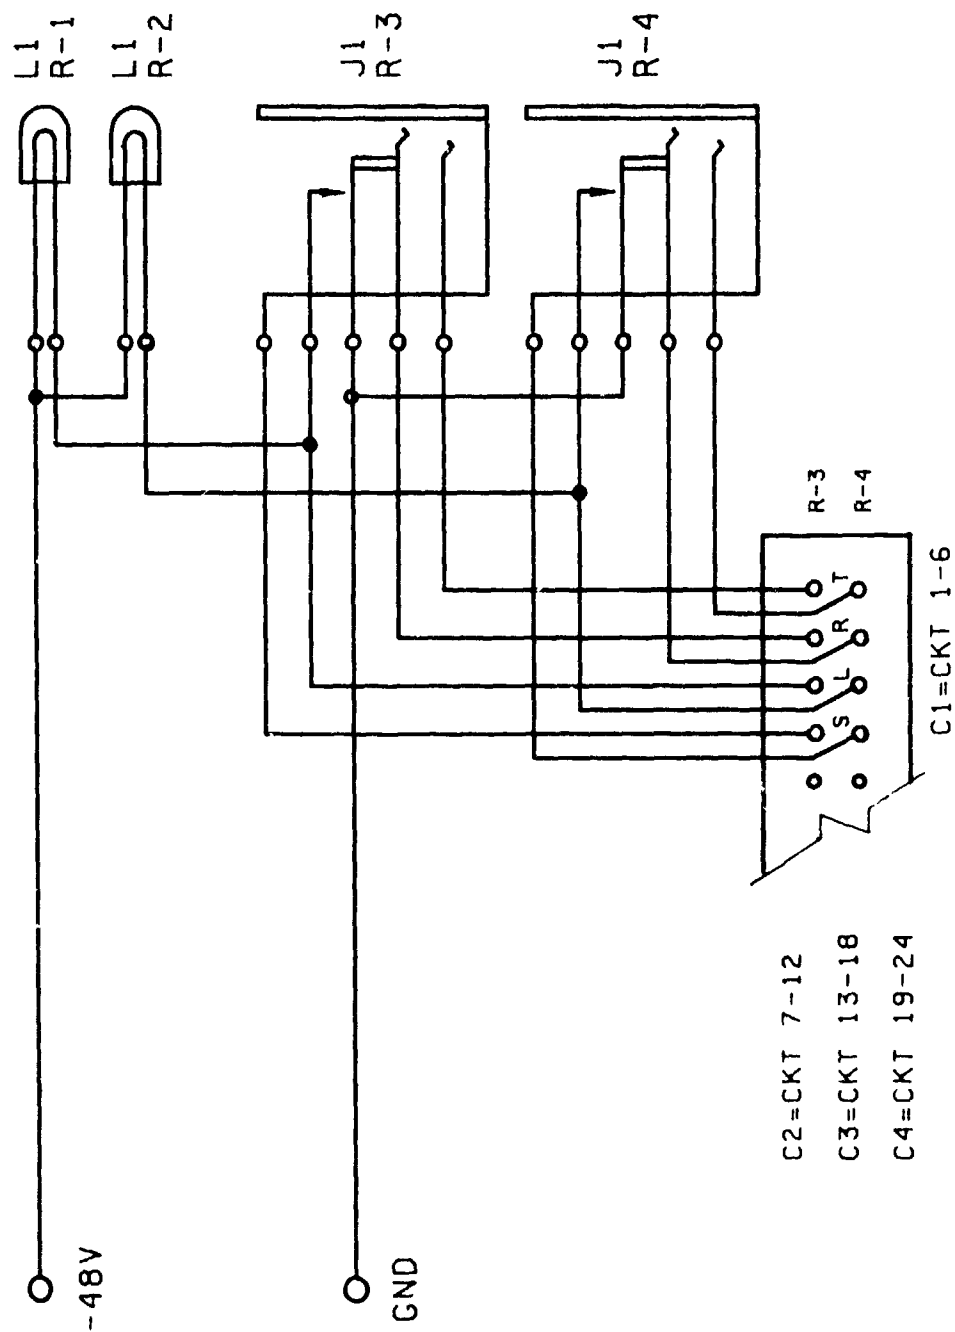 L1
R-1
L1
R-2
J1
R-3
J1
R-4
R-3
R-4
T
R
L
S
C1=CKT 1-6
C2=CKT 7-12
C3=CKT 13-18
C4=CKT 19-24
-48V
GND